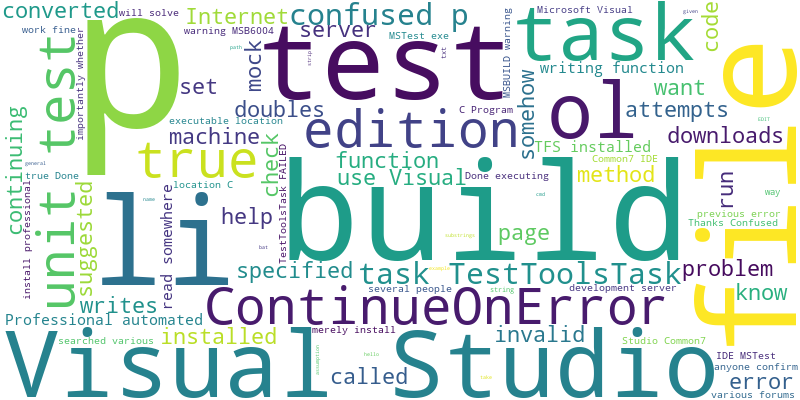 converted
will solve
Internet
confused p
Microsoft Visual
given
work fine
warning MSB6004
server
MSTest exe
task
code
p
test
file
importantly whether
unit test
path
strip
txt
MSBUILD warning
mock
set
writing function
somehow
want
doubles
C Program
ol
attempts
executable location
edition
EDIT
continuing
machine
downloads
true
check
function
TFS installed
general
true Done
use Visual
Done executing
Common7 IDE
method
run
way
location C
cmd
install professional
suggested
li
name
read somewhere
help
TestToolsTask FAILED
build
previous error
Thanks Confused
page
substrings
bat
specified
task TestToolsTask
problem
several people
string
development server
know
writes
ContinueOnError
Professional automated
merely install
invalid
installed
searched various
Visual Studio
Studio Common7
assumption
hello
IDE MSTest
anyone confirm
called
error
various forums